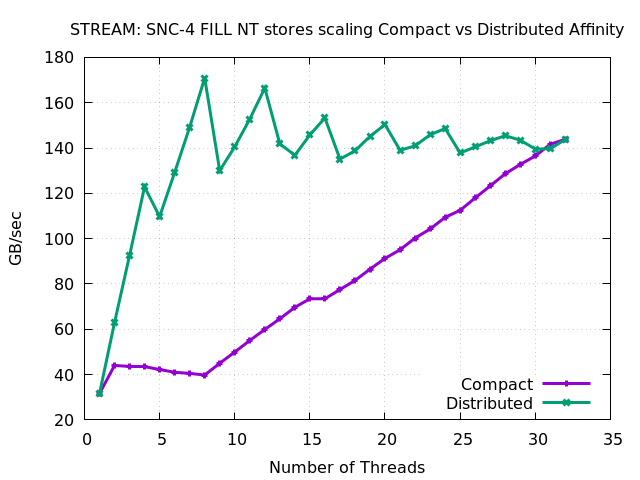 STREAM: SNC-4 FILL NT stores scaling Compact vs Distributed Affinity
180
160
140
120
100
80
60
40
20
GB/sec
Compact
Distributed
0 5 10 15 20 25 30 35
Number of Threads